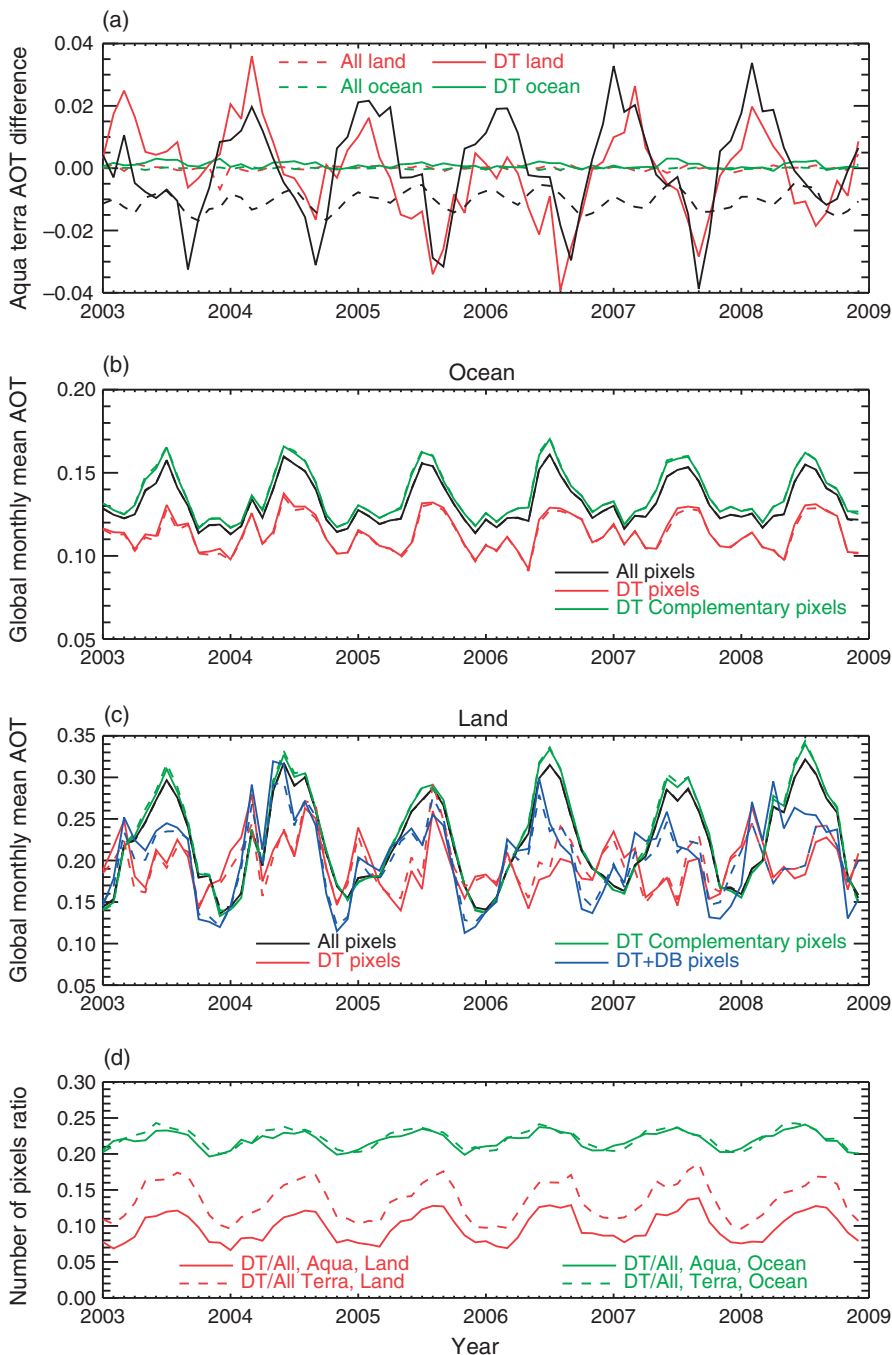 (a)
0.04
0.02
0.00
−0.02
−0.04
Aqua terra AOT difference
All land
DT land
All ocean
DT ocean
2003 2004 2005 2006 2007 2008 2009
(b)
Ocean
0.20
0.15
0.10
0.05
Global monthly mean AOT
All pixels
DT pixels
DT Complementary pixels
2003 2004 2005 2006 2007 2008 2009
(c)
Land
0.35
0.30
0.25
0.20
0.15
0.10
0.05
Global monthly mean AOT
All pixels
DT pixels
DT Complementary pixels
DT+DB pixels
2003 2004 2005 2006 2007 2008 2009
(d)
0.30
0.25
0.20
0.15
0.10
0.05
0.00
Number of pixels ratio
DT/All, Aqua, Land
DT/All Terra, Land
DT/All, Aqua, Ocean
DT/All, Terra, Ocean
2003 2004 2005 2006 2007 2008 2009
Year